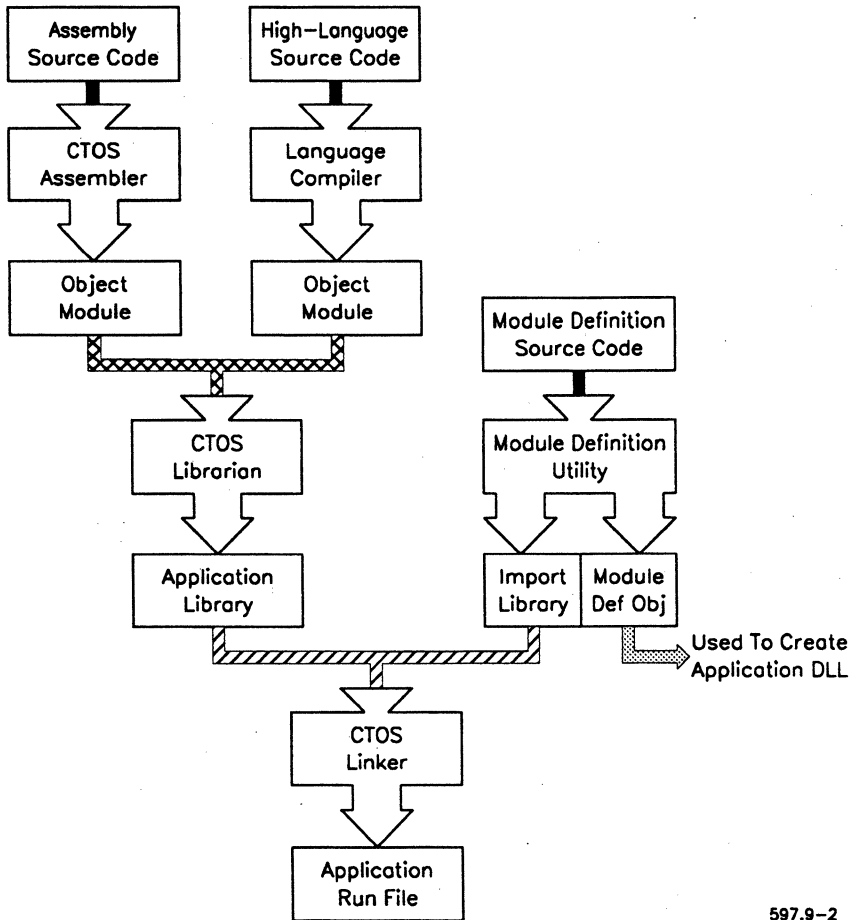 Assembly
Source Code
High-Language
Source Code
CTOS
Assembler
Language
Compiler
Object
Module
Object
Module
Module Definition
Source Code
CTOS
Librarian
Module Definition
Utility
Application
Library
Import
Library
Module
Def Obj
Used To Create
Application DLL
CTOS
Linker
Application
Run File
597.9-2